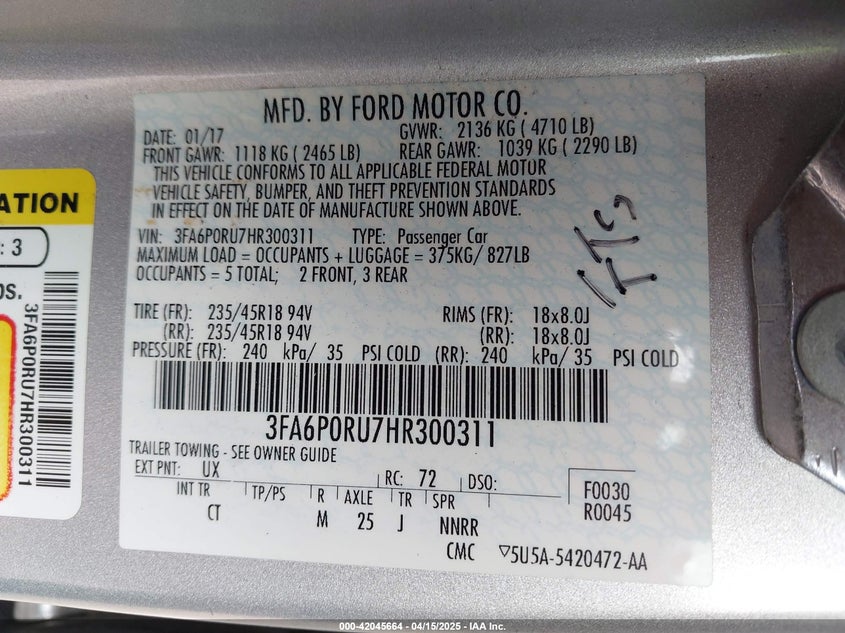 MFD. BY FORD MOTOR CO.
DATE: 01/17 GVWR: 2136 KG ( 4710 LB)
FRONT GAWR: 1118 KG ( 2465 LB) REAR GAWR: 1039 KG ( 2290 LB)
THIS VEHICLE CONFORMS TO ALL APPLICABLE FEDERAL MOTOR
VEHICLE SAFETY, BUMPER, AND THEFT PREVENTION STANDARDS
IN EFFECT ON THE DATE OF MANUFACTURE SHOWN ABOVE.
VIN: 3FA6P0RU7HR300311 TYPE: Passenger Car
MAXIMUM LOAD = OCCUPANTS + LUGGAGE = 375KG/ 827LB
OCCUPANTS = 5 TOTAL; 2 FRONT, 3 REAR
TIRE (FR): 235/45R18 94V RIMS (FR): 18x8.0J
(RR): 235/45R18 94V (RR): 18x8.0J
PRESSURE (FR): 240 kPa/ 35 PSI COLD (RR): 240 kPa/ 35 PSI COLD
3FA6P0RU7HR300311
TRAILER TOWING - SEE OWNER GUIDE
EXT PNT: UX RC: 72 DSO:
INT TR TP/PS R AXLE TR SPR
CT M 25 J NNRR
F0030
R0045
CMC ▽5U5A-5420472-AA
ATION
: 3
OS.
3FA6P0RU7HR300311
000-42045664 - 04/15/2025 - IAA Inc.